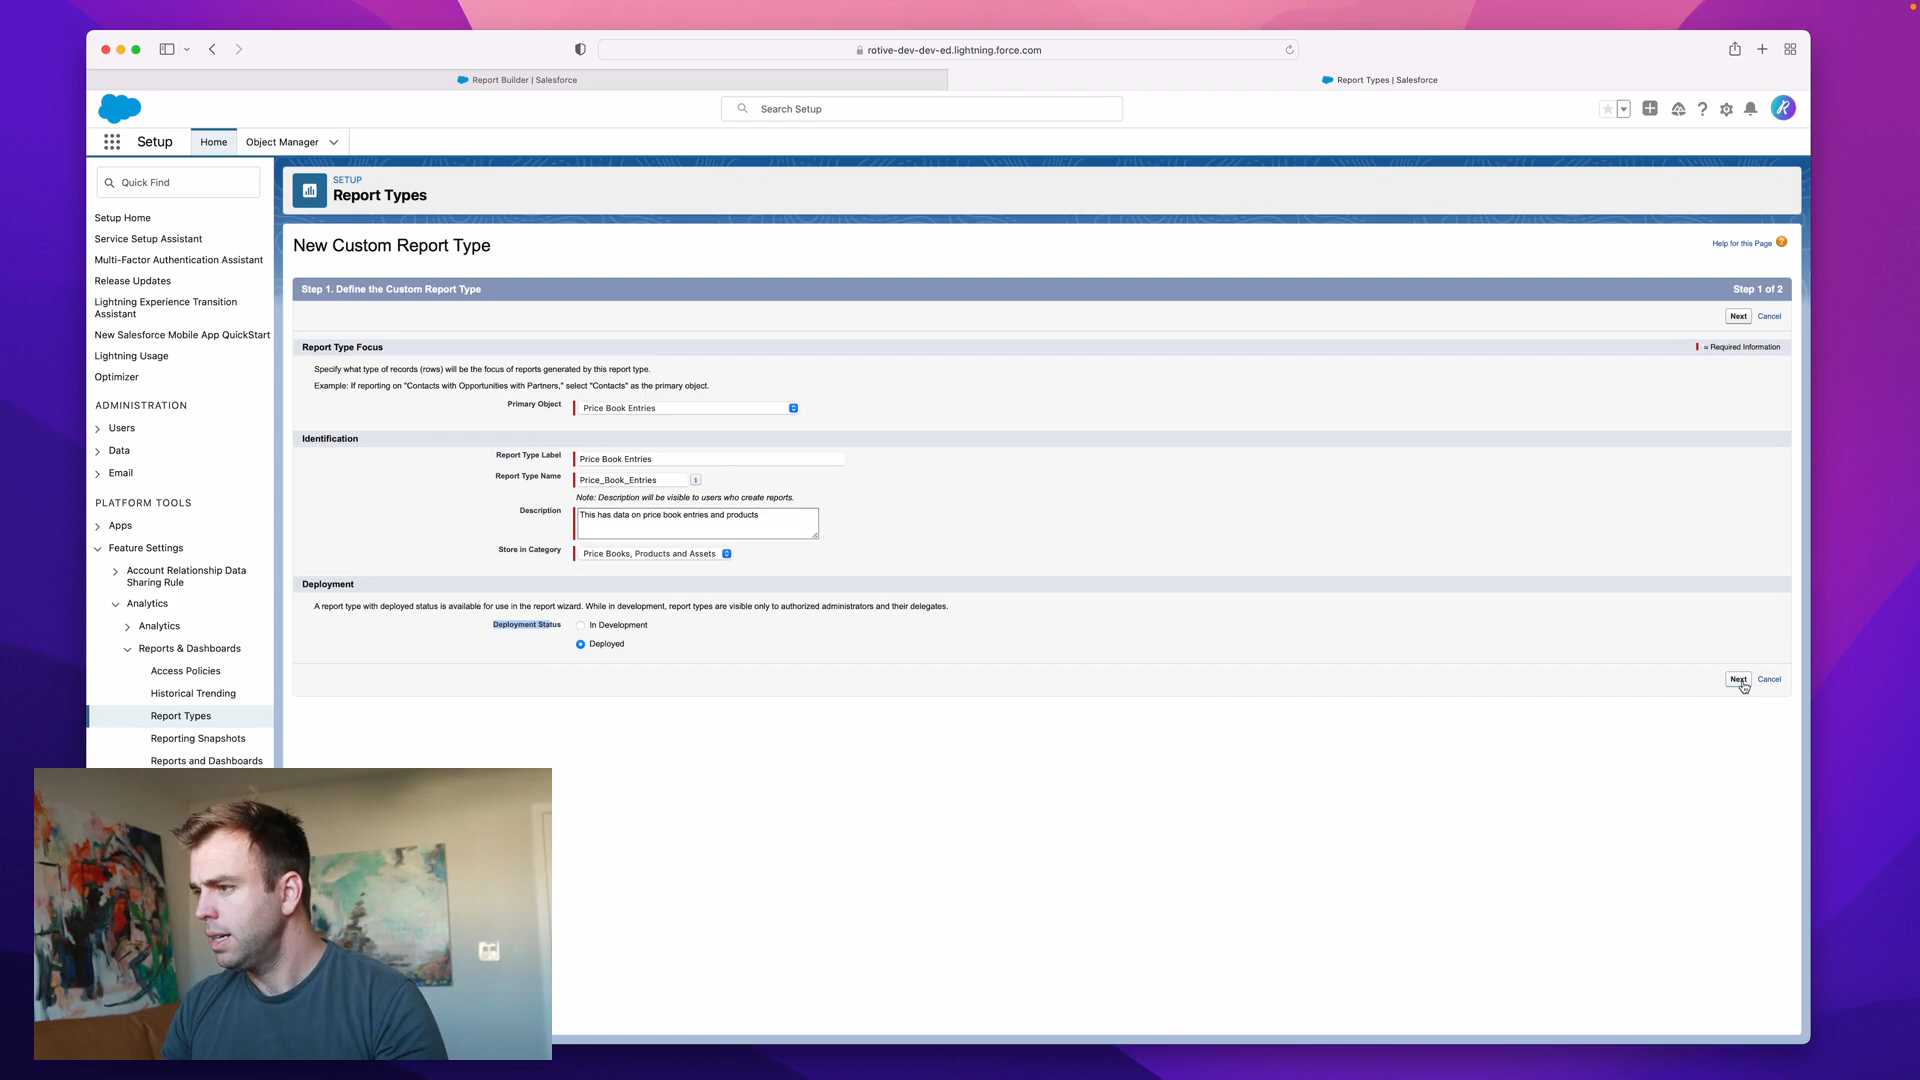 rotive-dev-dev-ed.lightning.force.com
Report Builder | Salesforce
Report Types | Salesforce
Search Setup
Setup
Home
Object Manager
Quick Find
Setup Home
Service Setup Assistant
Multi-Factor Authentication Assistant
Release Updates
Lightning Experience Transition
Assistant
New Salesforce Mobile App QuickStart
Lightning Usage
Optimizer
ADMINISTRATION
Users
Data
Email
PLATFORM TOOLS
Apps
Feature Settings
Account Relationship Data
Sharing Rule
Analytics
Analytics
Reports & Dashboards
Access Policies
Historical Trending
Report Types
Reporting Snapshots
Reports and Dashboards
SETUP
Report Types
New Custom Report Type
Help for this Page ?
Step 1. Define the Custom Report Type
Step 1 of 2
Next Cancel
Report Type Focus
= Required Information
Specify what type of records (rows) will be the focus of reports generated by this report type.
Example: If reporting on "Contacts with Opportunities with Partners," select "Contacts" as the primary object.
Primary Object Price Book Entries
Identification
Report Type Label Price Book Entries
Report Type Name Price_Book_Entries i
Note: Description will be visible to users who create reports.
Description This has data on price book entries and products
Store in Category Price Books, Products and Assets
Deployment
A report type with deployed status is available for use in the report wizard. While in development, report types are visible only to authorized administrators and their delegates.
Deployment Status In Development
Deployed
Next Cancel